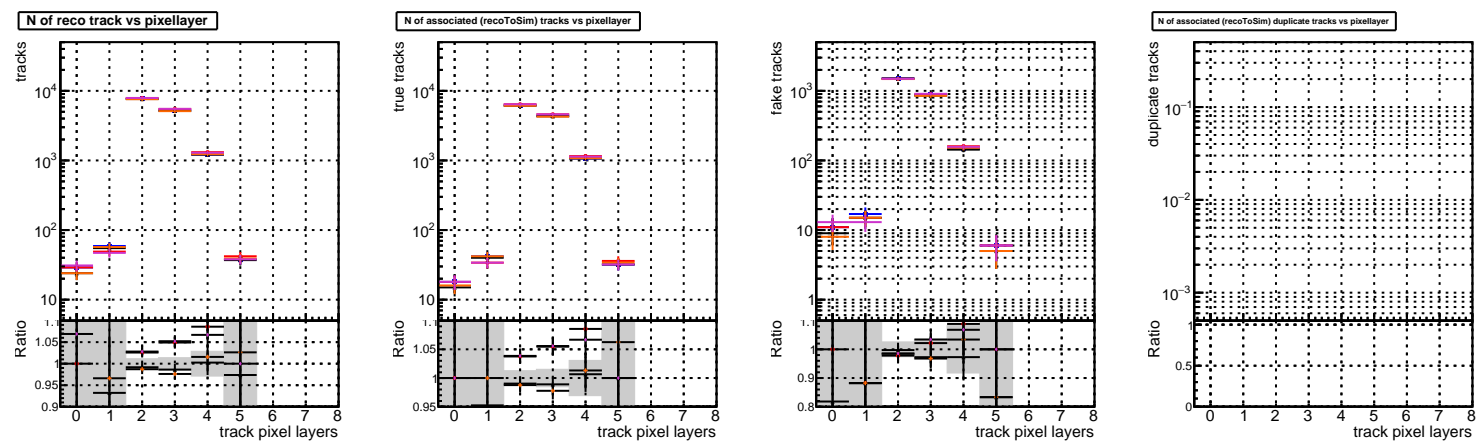 N of reco track vs pixellayer
tracks
10^4
10^3
10^2
10
Ratio
1.1
1.05
1
0.95
0.9
0 1 2 3 4 5 6 7 8
track pixel layers
N of associated (recoToSim) tracks vs pixellayer
true tracks
10^4
10^3
10^2
10
Ratio
1.1
1.05
1
0.95
0 1 2 3 4 5 6 7 8
track pixel layers
fake tracks
10^3
10^2
10
1
Ratio
1.1
1
0.9
0.8
0 1 2 3 4 5 6 7 8
track pixel layers
N of associated (recoToSim) duplicate tracks vs pixellayer
duplicate tracks
10^−1
10^−2
10^−3
Ratio
1
0.5
0
0 1 2 3 4 5 6 7 8
track pixel layers